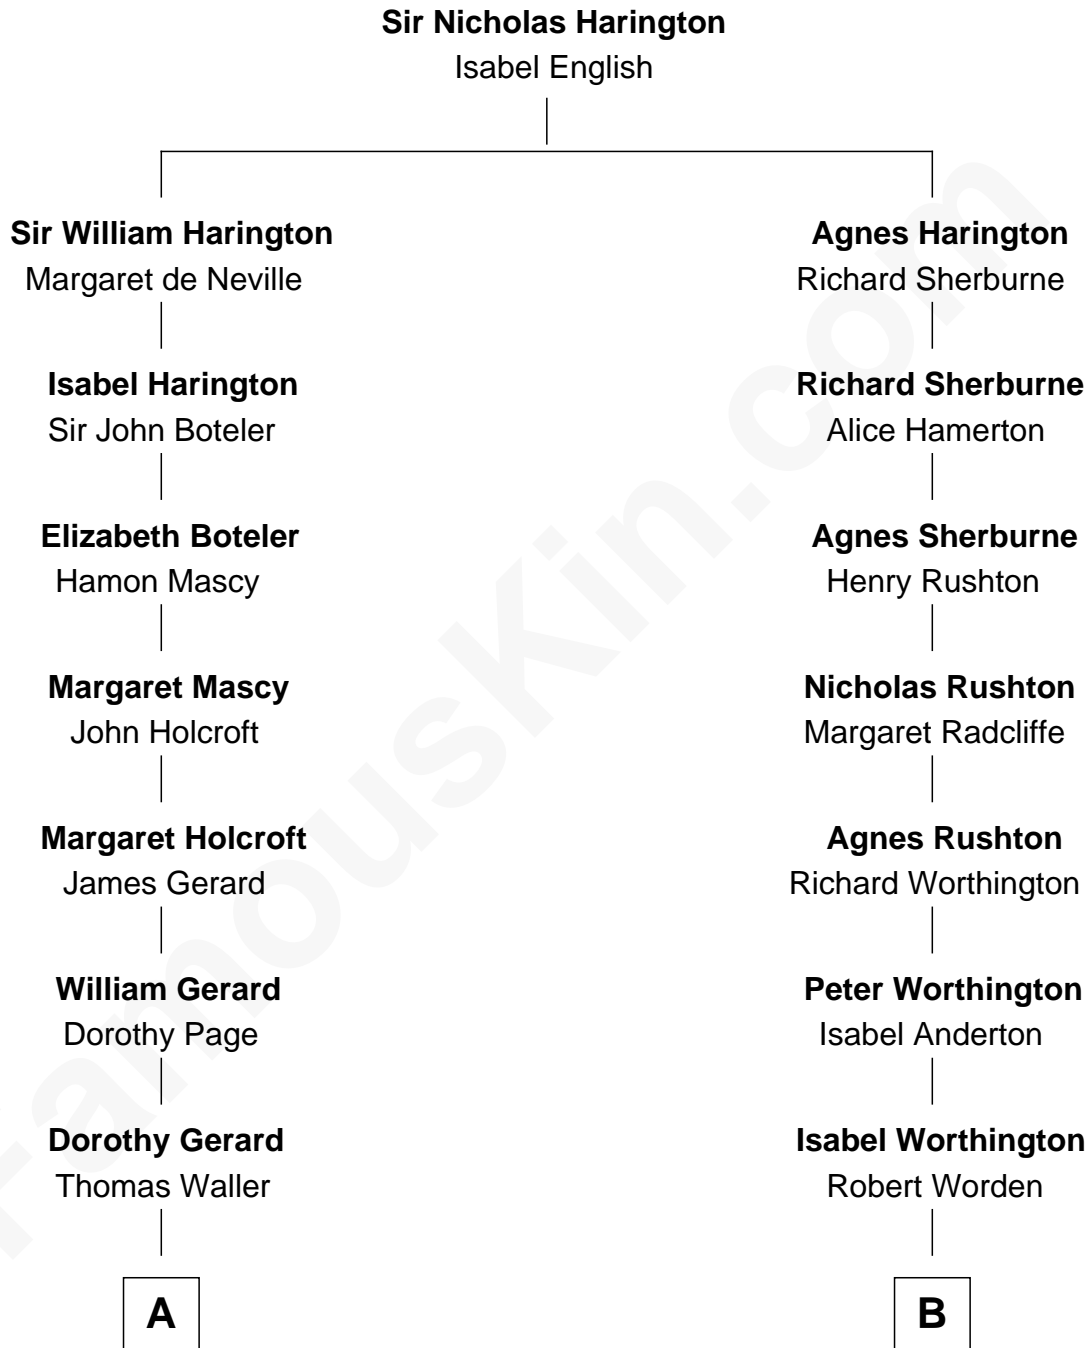 Sir Nicholas Harington
Isabel English
Sir William Harington
Margaret de Neville
Agnes Harington
Richard Sherburne
Isabel Harington
Sir John Boteler
Richard Sherburne
Alice Hamerton
Elizabeth Boteler
Hamon Mascy
Agnes Sherburne
Henry Rushton
Margaret Mascy
John Holcroft
Nicholas Rushton
Margaret Radcliffe
Margaret Holcroft
James Gerard
Agnes Rushton
Richard Worthington
William Gerard
Dorothy Page
Peter Worthington
Isabel Anderton
Dorothy Gerard
Thomas Waller
Isabel Worthington
Robert Worden
A
B
FamousKin.com